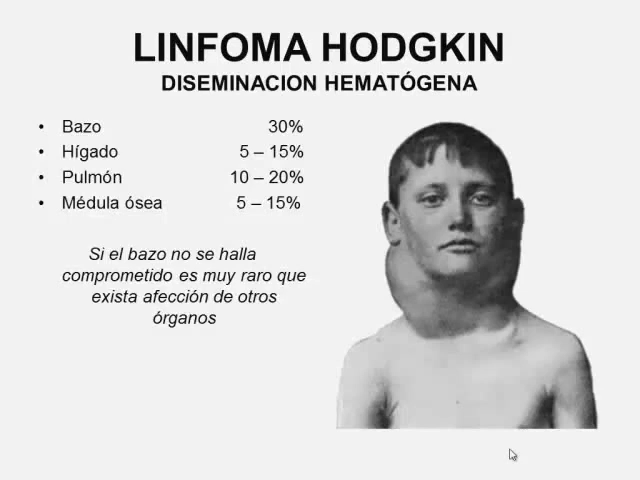 LINFOMA HODGKIN
DISEMINACION HEMATÓGENA
• Bazo 30%
• Hígado 5 – 15%
• Pulmón 10 – 20%
• Médula ósea 5 – 15%
Si el bazo no se halla
comprometido es muy raro que
exista afección de otros
órganos